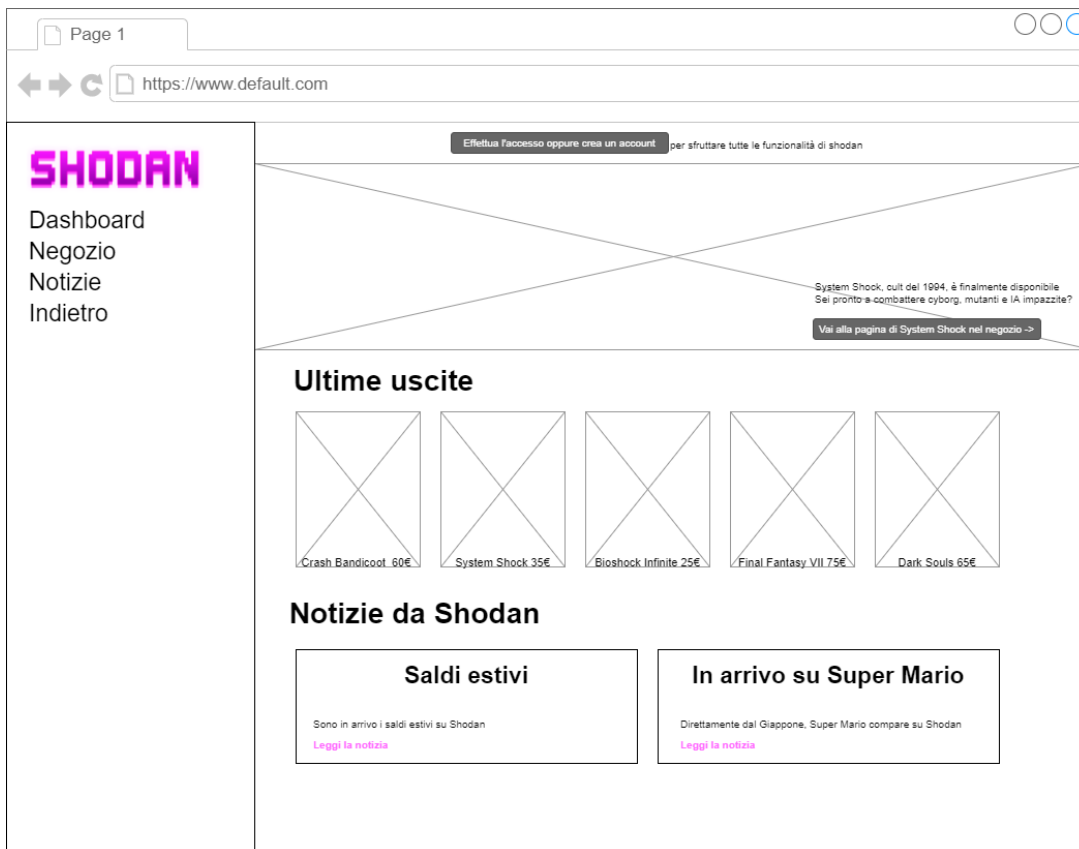 Page 1
https://www.default.com
SHODAN
Dashboard
Negozio
Notizie
Indietro
Effettua l'accesso oppure crea un account per sfruttare tutte le funzionalità di shodan
System Shock, cult del 1994, è finalmente disponibile
Sei pronto a combattere cyborg, mutanti e IA impazzite?
Vai alla pagina di System Shock nel negozio ->
Ultime uscite
Crash Bandicoot 60€
System Shock 35€
Bioshock Infinite 25€
Final Fantasy VII 75€
Dark Souls 65€
Notizie da Shodan
Saldi estivi
Sono in arrivo i saldi estivi su Shodan
Leggi la notizia
In arrivo su Super Mario
Direttamente dal Giappone, Super Mario compare su Shodan
Leggi la notizia